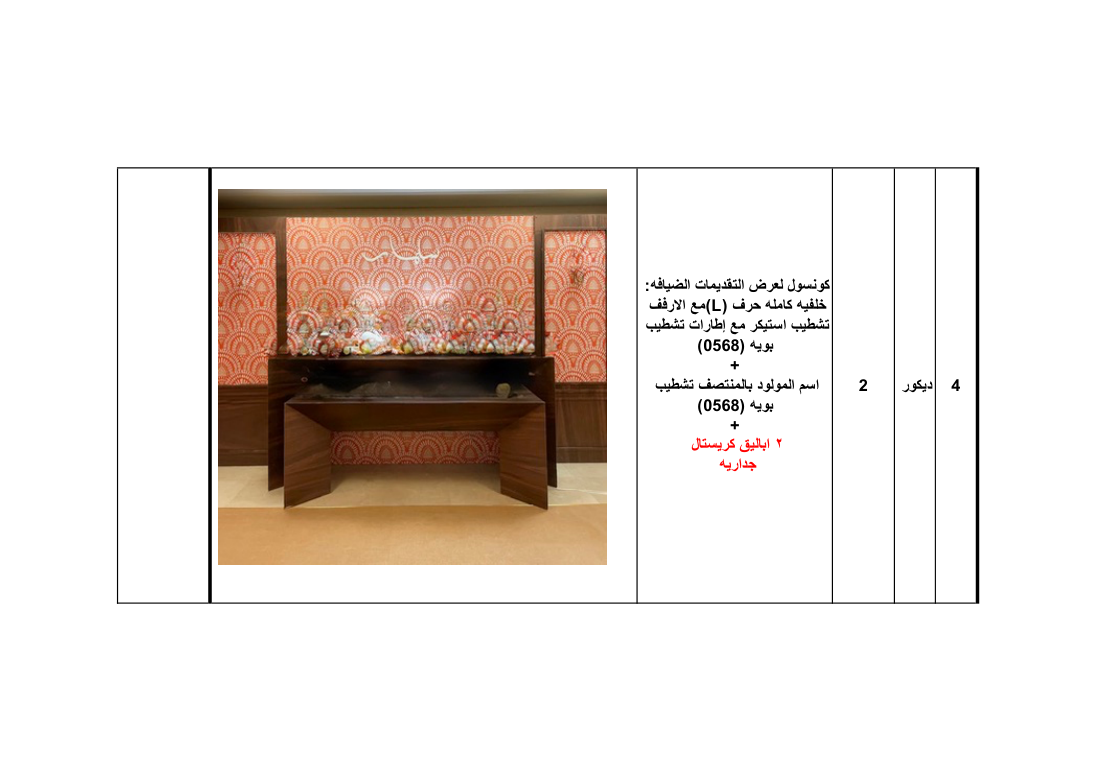 4
ديكور
2
كونسول لعرض التقديمات الضيافه:
خلفيه كامله حرف (L)مع الارفف
تشطيب استيكر مع إطارات تشطيب
بويه (0568)
+
اسم المولود بالمنتصف تشطيب
بويه (0568)
+
٢ ابلايق كريستال
جداريه